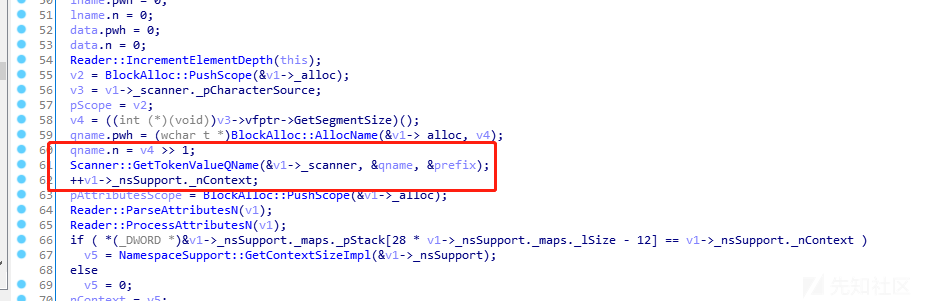 50 lname.pwh = 0;
51 lname.n = 0;
52 data.pwh = 0;
53 data.n = 0;
54 Reader::IncrementElementDepth(this);
55 v2 = BlockAlloc::PushScope(&v1->_alloc);
56 v3 = v1->_scanner._pCharacterSource;
57 pScope = v2;
58 v4 = ((int (*)(void))v3->vfptr->GetSegmentSize)();
59 qname.pwh = (wchar_t *)BlockAlloc::AllocName(&v1->_alloc, v4);
60 qname.n = v4 >> 1;
61 Scanner::GetTokenValueQName(&v1->_scanner, &qname, &prefix);
62 ++v1->_nsSupport._nContext;
63 pAttributesScope = BlockAlloc::PushScope(&v1->_alloc);
64 Reader::ParseAttributesN(v1);
65 Reader::ProcessAttributesN(v1);
66 if ( *(_DWORD *)&v1->_nsSupport._maps._pStack[28 * v1->_nsSupport._maps._lSize - 12] == v1->_nsSupport._nContext )
67 v5 = NamespaceSupport::GetContextSizeImpl(&v1->_nsSupport);
68 else
69 v5 = 0;
70 nContext = v5;
先知社区